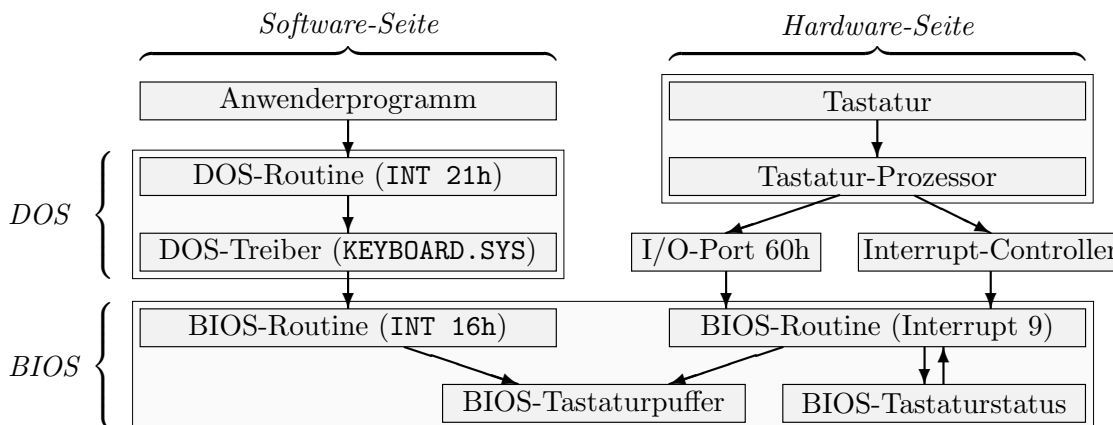 Software-Seite
Hardware-Seite
Anwenderprogramm
Tastatur
DOS
DOS-Routine (INT 21h)
Tastatur-Prozessor
DOS-Treiber (KEYBOARD.SYS)
I/O-Port 60h
Interrupt-Controller
BIOS
BIOS-Routine (INT 16h)
BIOS-Routine (Interrupt 9)
BIOS-Tastaturpuffer
BIOS-Tastaturstatus